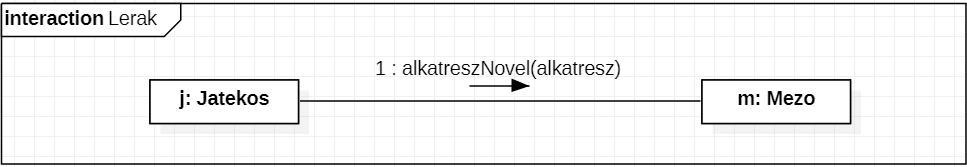 interaction Lerak
1 : alkatreszNovel(alkatresz)
j: Jatekos
m: Mezo